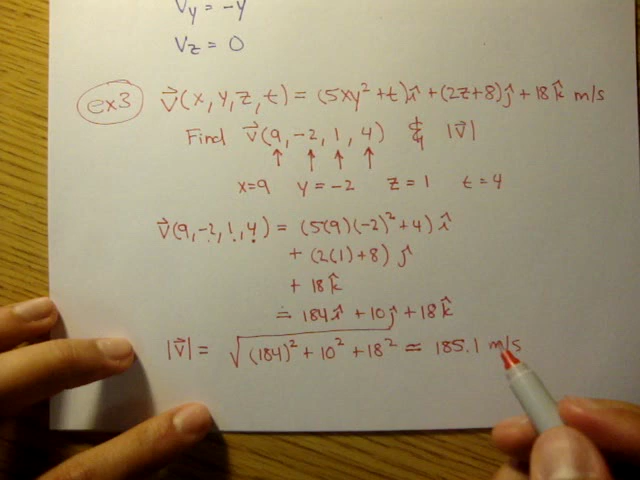 Vy = -y
Vz = 0
ex3 V⃗(x, y, z, t) = (5xy² + t)î + (2z+8)ĵ + 18k̂ m/s
Find V⃗(9, -2, 1, 4) & |V⃗|
↑ ↑ ↑ ↑
x=9 y=-2 z=1 t=4
V⃗(9, -2, 1, 4) = (5(9)(-2)² + 4) î
+ (2(1)+8) ĵ
+ 18k̂
= 184î + 10ĵ + 18k̂
|V⃗| = √(184)² + 10² + 18² ≈ 185.1 m/s